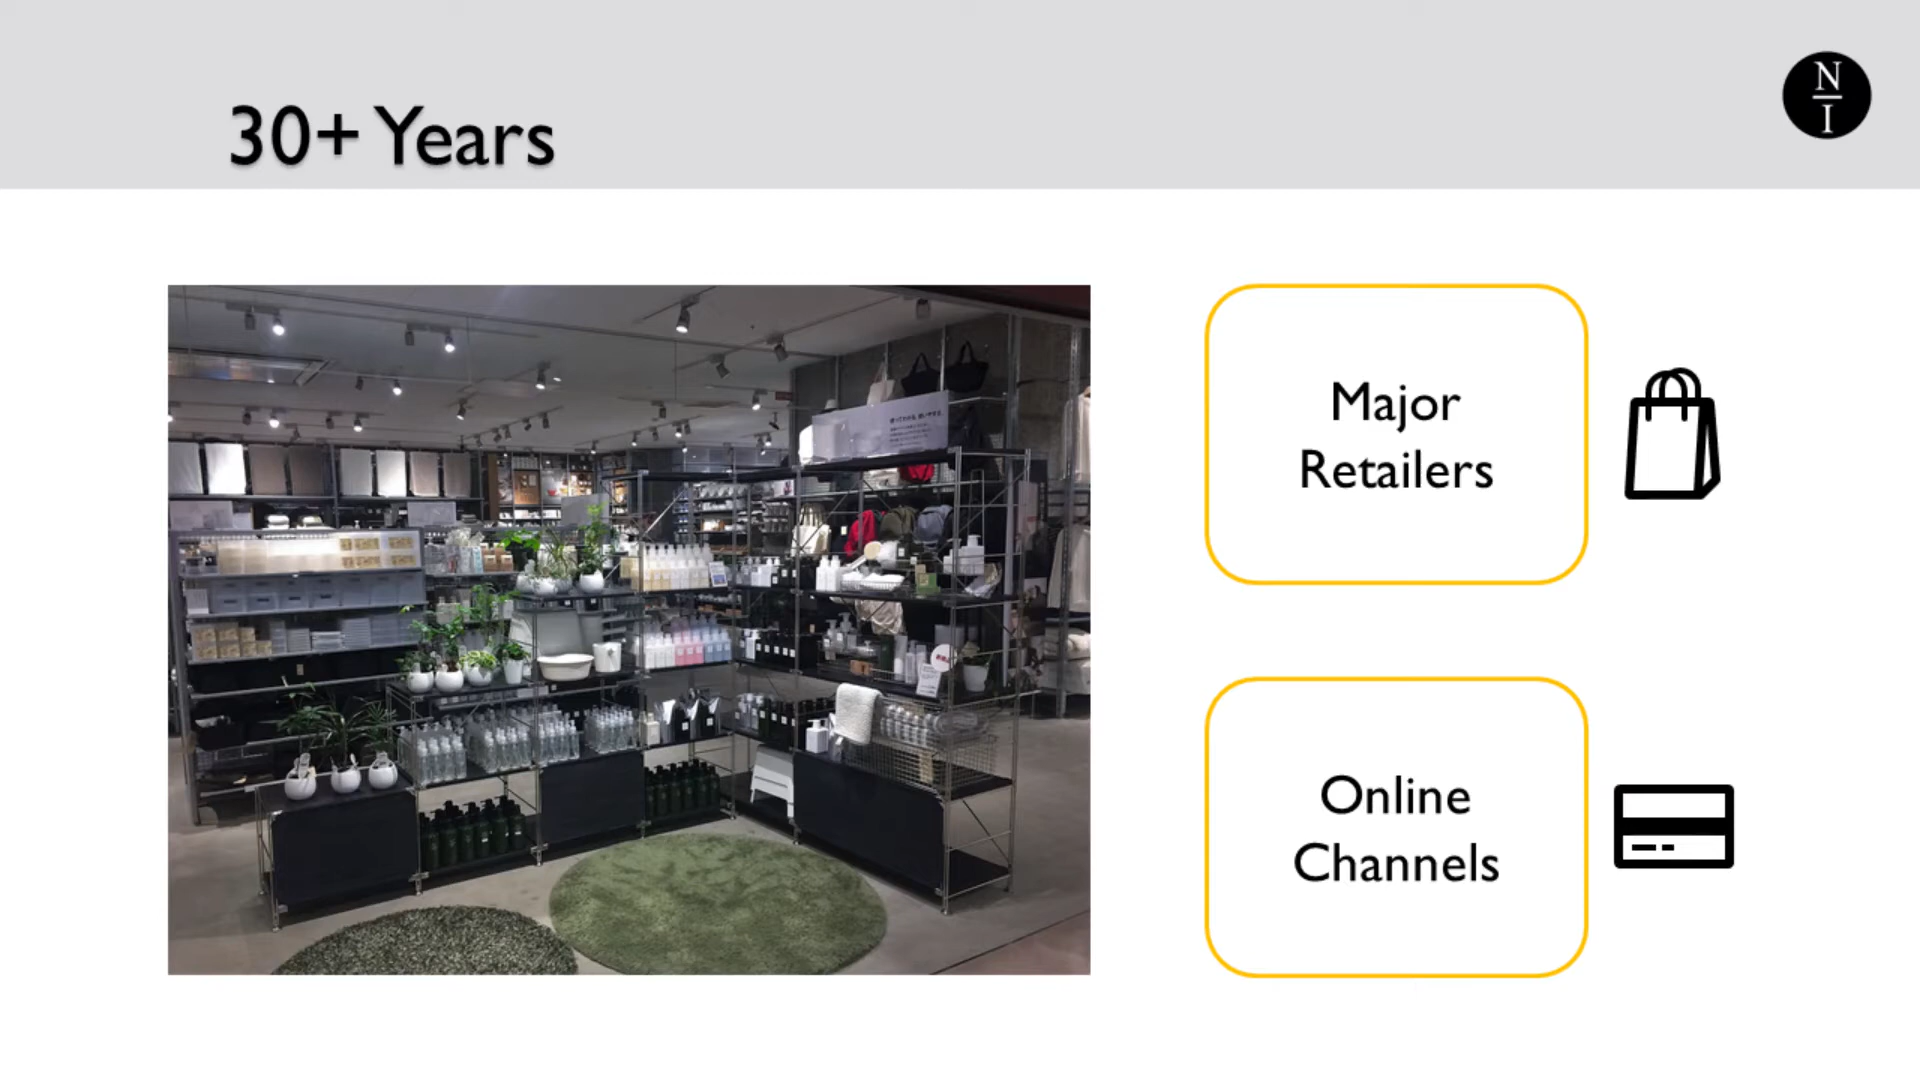 30+ Years
N
I
Major
Retailers
Online
Channels